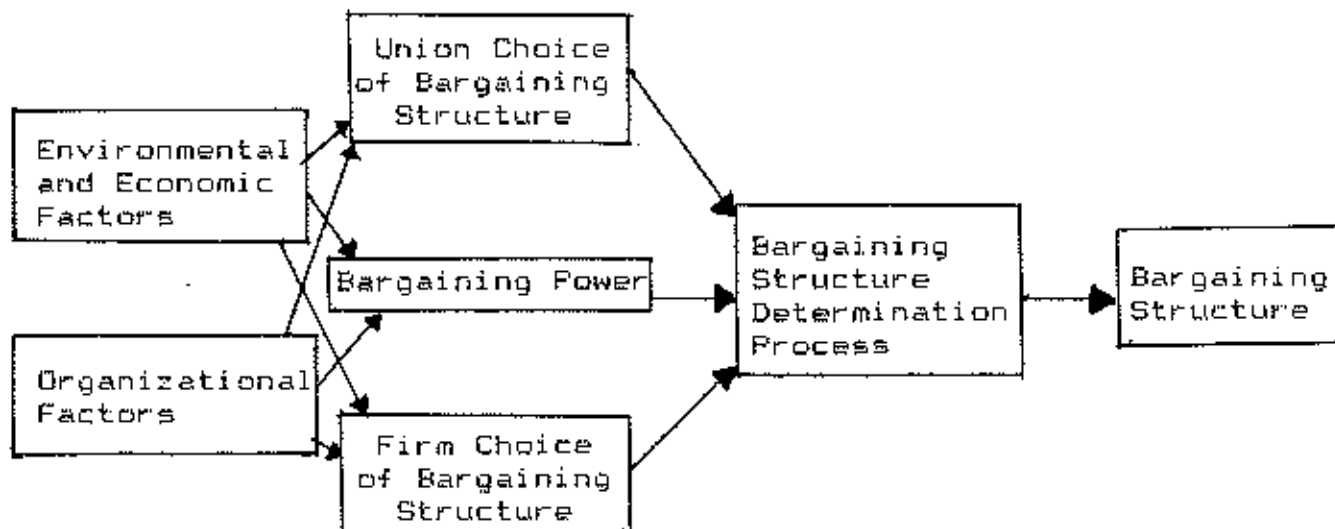 Union Choice
of Bargaining
Structure
Environmental
and Economic
Factors
Bargaining Power
Organizational
Factors
Firm Choice
of Bargaining
Structure
Bargaining
Structure
Determination
Process
Bargaining
Structure